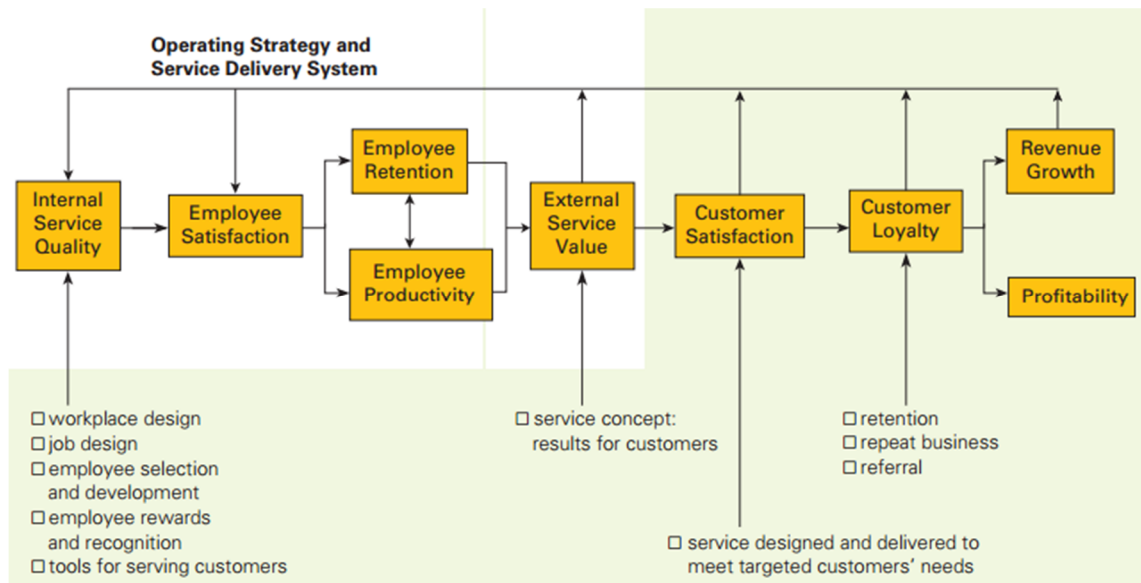 Operating Strategy and
Service Delivery System
Internal
Service
Quality
Employee
Satisfaction
Employee
Retention
Employee
Productivity
External
Service
Value
Customer
Satisfaction
Customer
Loyalty
Revenue
Growth
Profitability
□ workplace design
□ job design
□ employee selection
and development
□ employee rewards
and recognition
□ tools for serving customers
□ service concept:
results for customers
□ service designed and delivered to
meet targeted customers’ needs
□ retention
□ repeat business
□ referral